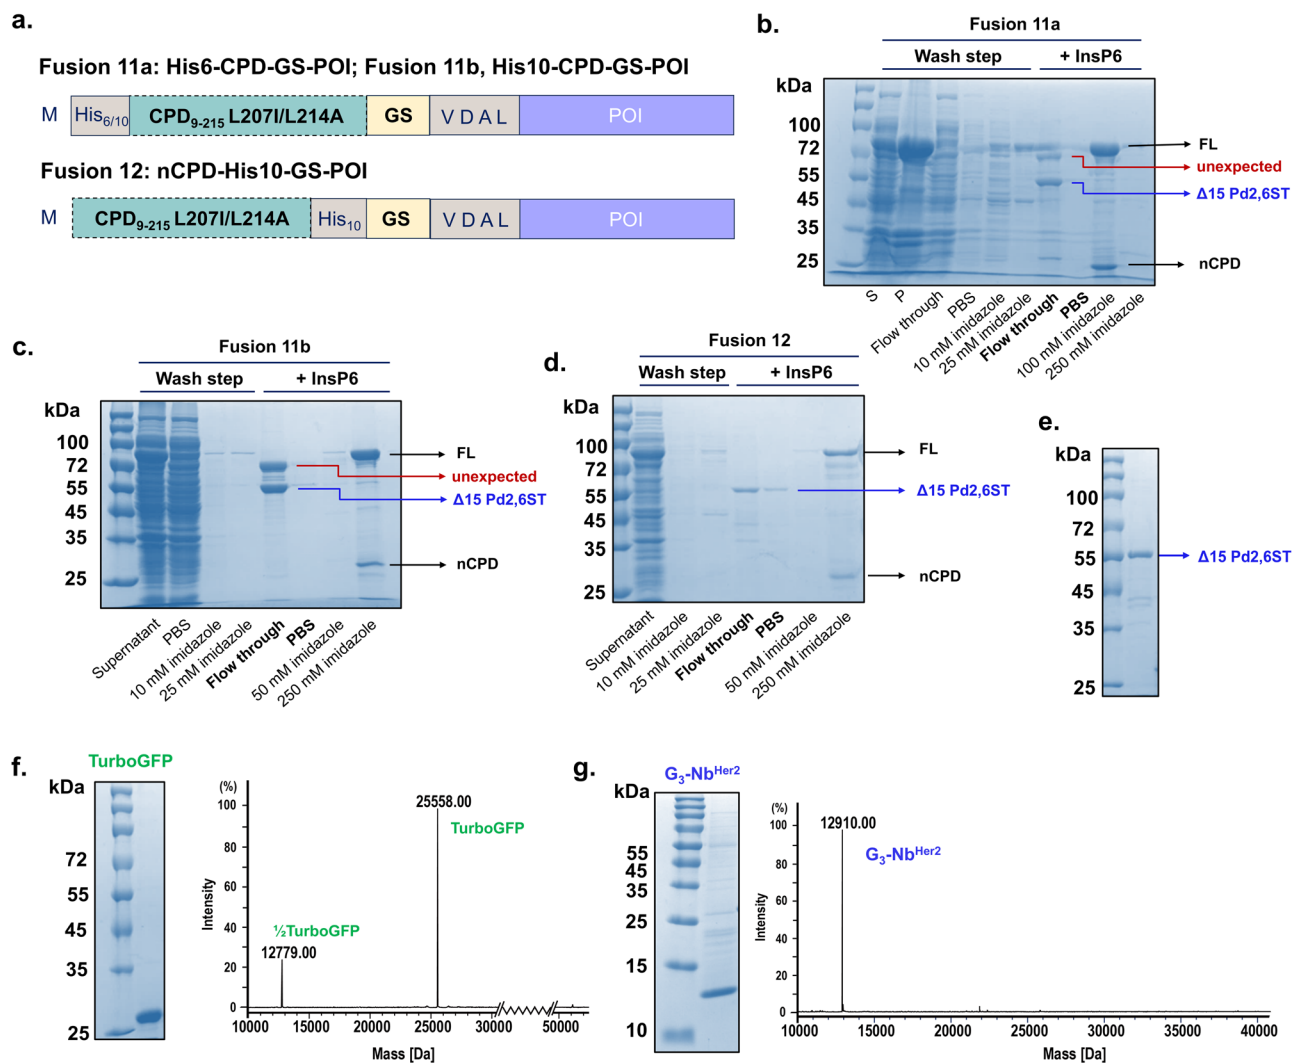 a.
Fusion 11a: His6-CPD-GS-POI; Fusion 11b, His10-CPD-GS-POI
M His6/10 CPD9-215 L207I/L214A GS V D A L POI
Fusion 12: nCPD-His10-GS-POI
M CPD9-215 L207I/L214A His10 GS V D A L POI
b.
Fusion 11a
Wash step + InsP6
kDa
100
72
55
45
35
25
FL
unexpected
Δ15 Pd2,6ST
nCPD
S
P
Flow through
PBS
10 mM imidazole
25 mM imidazole
Flow through
PBS
100 mM imidazole
250 mM imidazole
c.
Fusion 11b
Wash step + InsP6
kDa
100
72
55
45
35
25
FL
unexpected
Δ15 Pd2,6ST
nCPD
Supernatant
PBS
10 mM imidazole
25 mM imidazole
Flow through
PBS
50 mM imidazole
250 mM imidazole
d.
Fusion 12
Wash step + InsP6
kDa
100
72
55
45
35
25
FL
Δ15 Pd2,6ST
nCPD
Supernatant
10 mM imidazole
25 mM imidazole
Flow through
PBS
50 mM imidazole
250 mM imidazole
e.
kDa
100
72
55
45
35
25
Δ15 Pd2,6ST
f.
TurboGFP
kDa
72
55
45
35
25
(%)
100
80
60
40
20
0
Intensity
25558.00
TurboGFP
½TurboGFP
12779.00
10000 15000 20000 25000 30000 50000
Mass [Da]
g.
G3-NbHer2
kDa
55
45
35
25
15
10
(%)
100
80
60
40
20
0
Intensity
12910.00
G3-NbHer2
10000 15000 20000 25000 30000 35000 40000
Mass [Da]